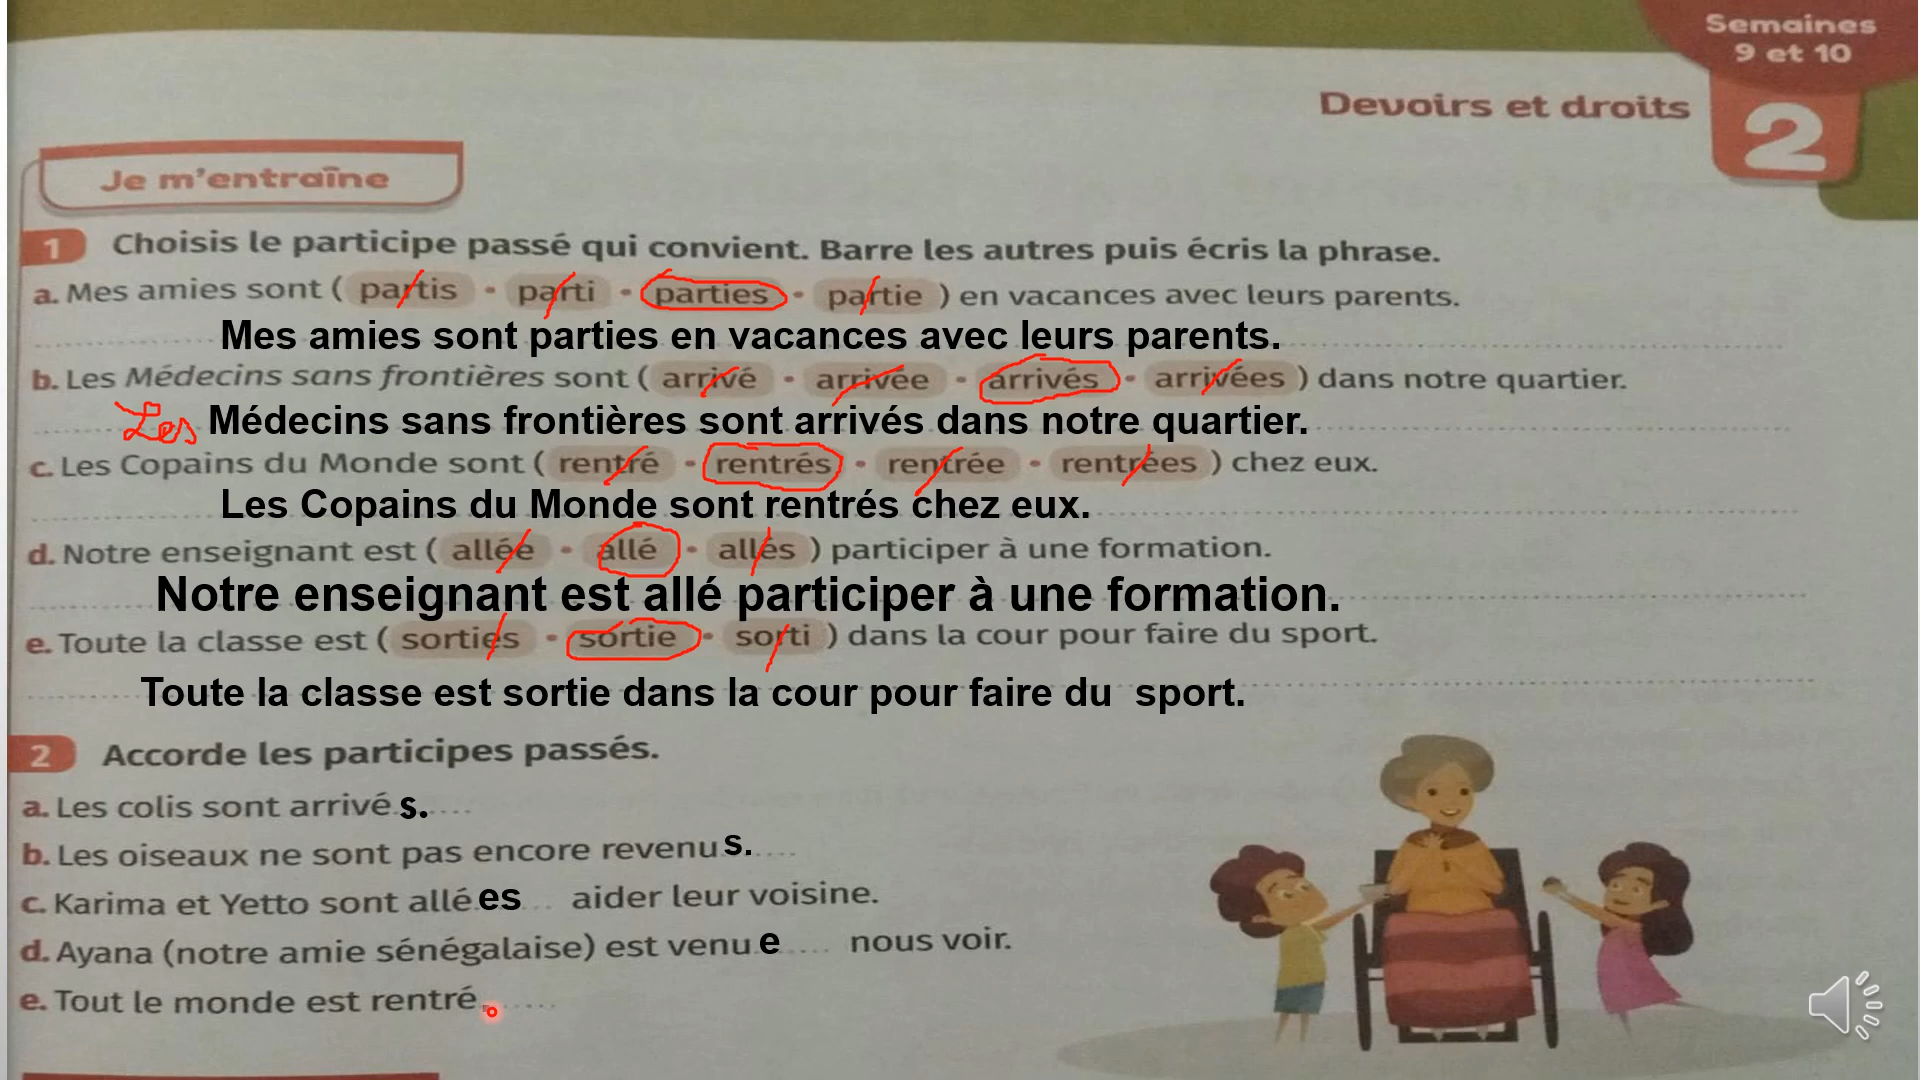 Semaines
9 et 10
Devoirs et droits
2
Je m'entraîne
1 Choisis le participe passé qui convient. Barre les autres puis écris la phrase.
a. Mes amies sont ( partis • parti • parties • partie ) en vacances avec leurs parents.
Mes amies sont parties en vacances avec leurs parents.
b. Les Médecins sans frontières sont ( arrivé • arrivée • arrivés • arrivées ) dans notre quartier.
Les Médecins sans frontières sont arrivés dans notre quartier.
c. Les Copains du Monde sont ( rentré • rentrés • rentrée • rentrées ) chez eux.
Les Copains du Monde sont rentrés chez eux.
d. Notre enseignant est ( allée • allé • allés ) participer à une formation.
Notre enseignant est allé participer à une formation.
e. Toute la classe est ( sorties • sortie • sorti ) dans la cour pour faire du sport.
Toute la classe est sortie dans la cour pour faire du sport.
2 Accorde les participes passés.
a. Les colis sont arrivé s.
b. Les oiseaux ne sont pas encore revenu s.
c. Karima et Yetto sont allé es aider leur voisine.
d. Ayana (notre amie sénégalaise) est venu e nous voir.
e. Tout le monde est rentré